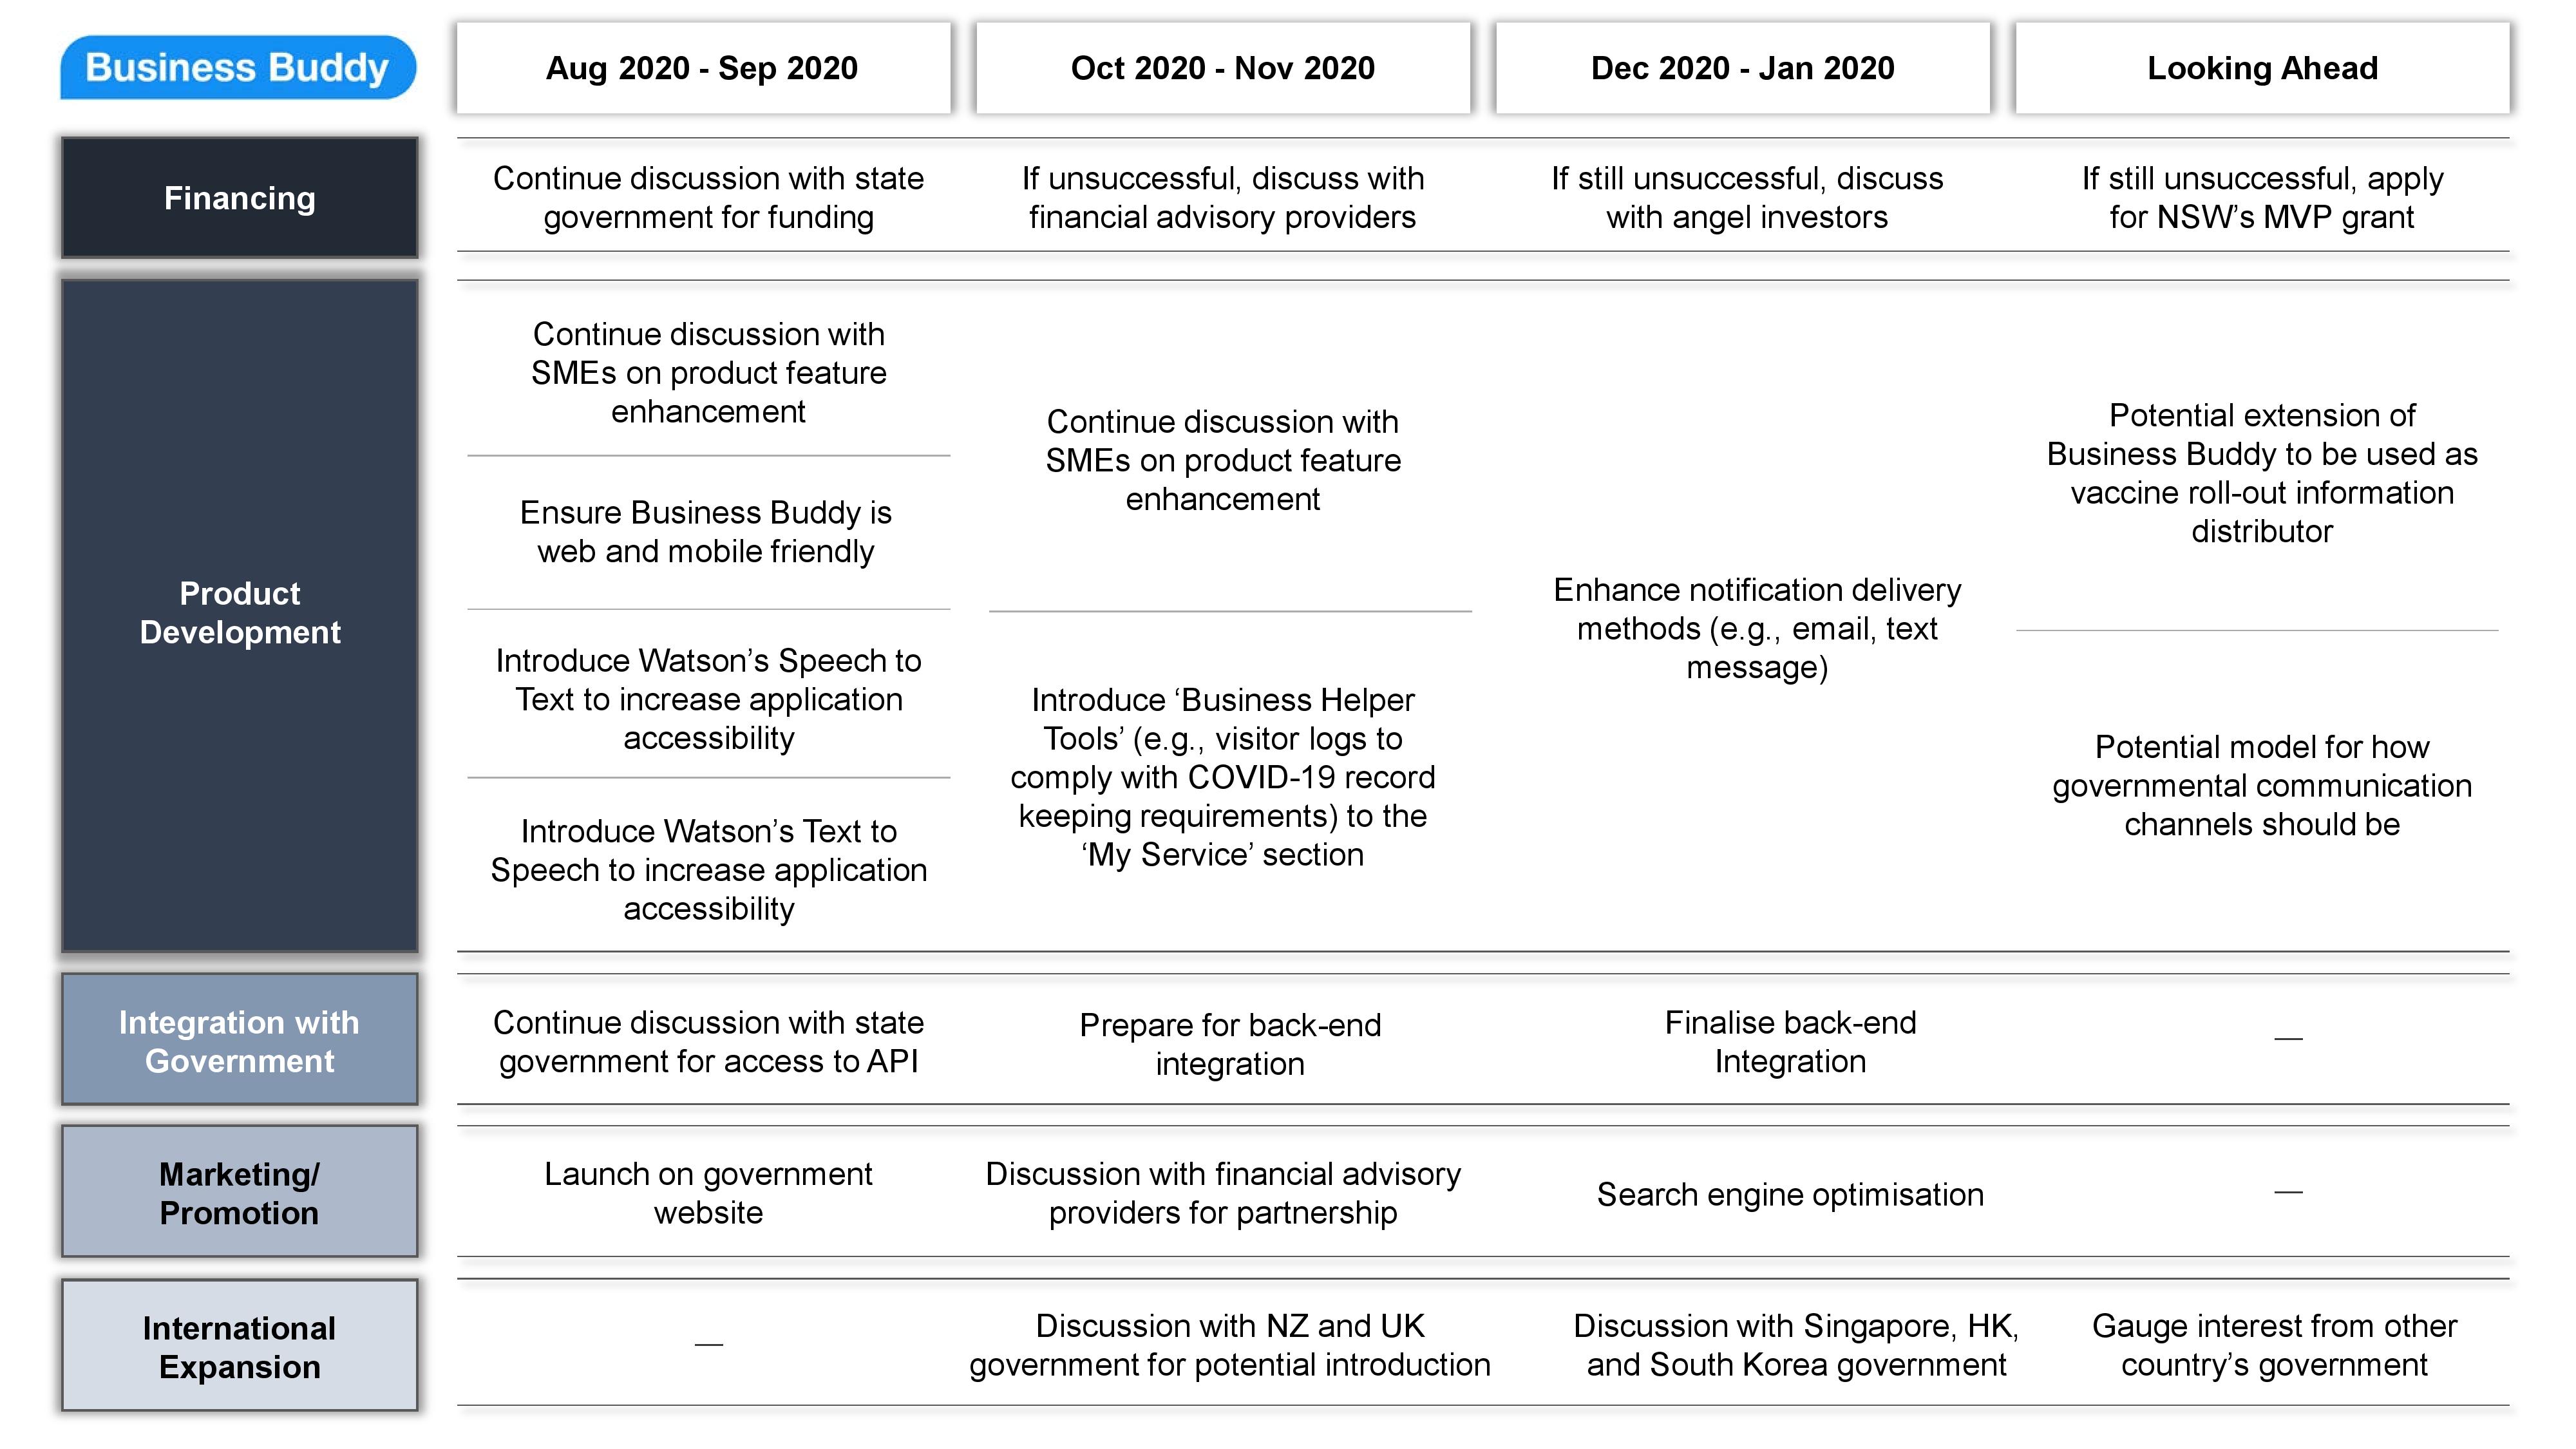 Business Buddy
Aug 2020 - Sep 2020
Oct 2020 - Nov 2020
Dec 2020 - Jan 2020
Looking Ahead
Financing
Continue discussion with state
government for funding
If unsuccessful, discuss with
financial advisory providers
If still unsuccessful, discuss
with angel investors
If still unsuccessful, apply
for NSW’s MVP grant
Product
Development
Continue discussion with
SMEs on product feature
enhancement
Ensure Business Buddy is
web and mobile friendly
Introduce Watson’s Speech to
Text to increase application
accessibility
Introduce Watson’s Text to
Speech to increase application
accessibility
Continue discussion with
SMEs on product feature
enhancement
Introduce ‘Business Helper
Tools’ (e.g., visitor logs to
comply with COVID-19 record
keeping requirements) to the
‘My Service’ section
Enhance notification delivery
methods (e.g., email, text
message)
Potential extension of
Business Buddy to be used as
vaccine roll-out information
distributor
Potential model for how
governmental communication
channels should be
Integration with
Government
Continue discussion with state
government for access to API
Prepare for back-end
integration
Finalise back-end
Integration
—
Marketing/
Promotion
Launch on government
website
Discussion with financial advisory
providers for partnership
Search engine optimisation
—
International
Expansion
—
Discussion with NZ and UK
government for potential introduction
Discussion with Singapore, HK,
and South Korea government
Gauge interest from other
country’s government